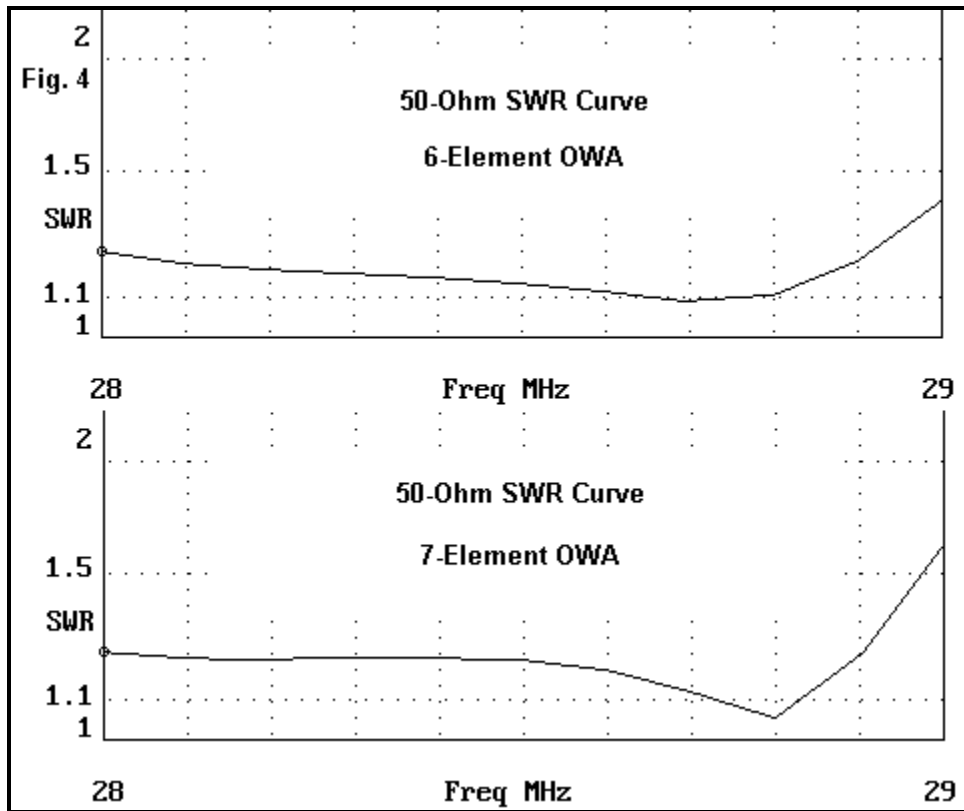 2
Fig. 4
50-Ohm SWR Curve
6-Element OWA
1.5
SWR
1.1
1
28 Freq MHz 29
2
50-Ohm SWR Curve
7-Element OWA
1.5
SWR
1.1
1
28 Freq MHz 29